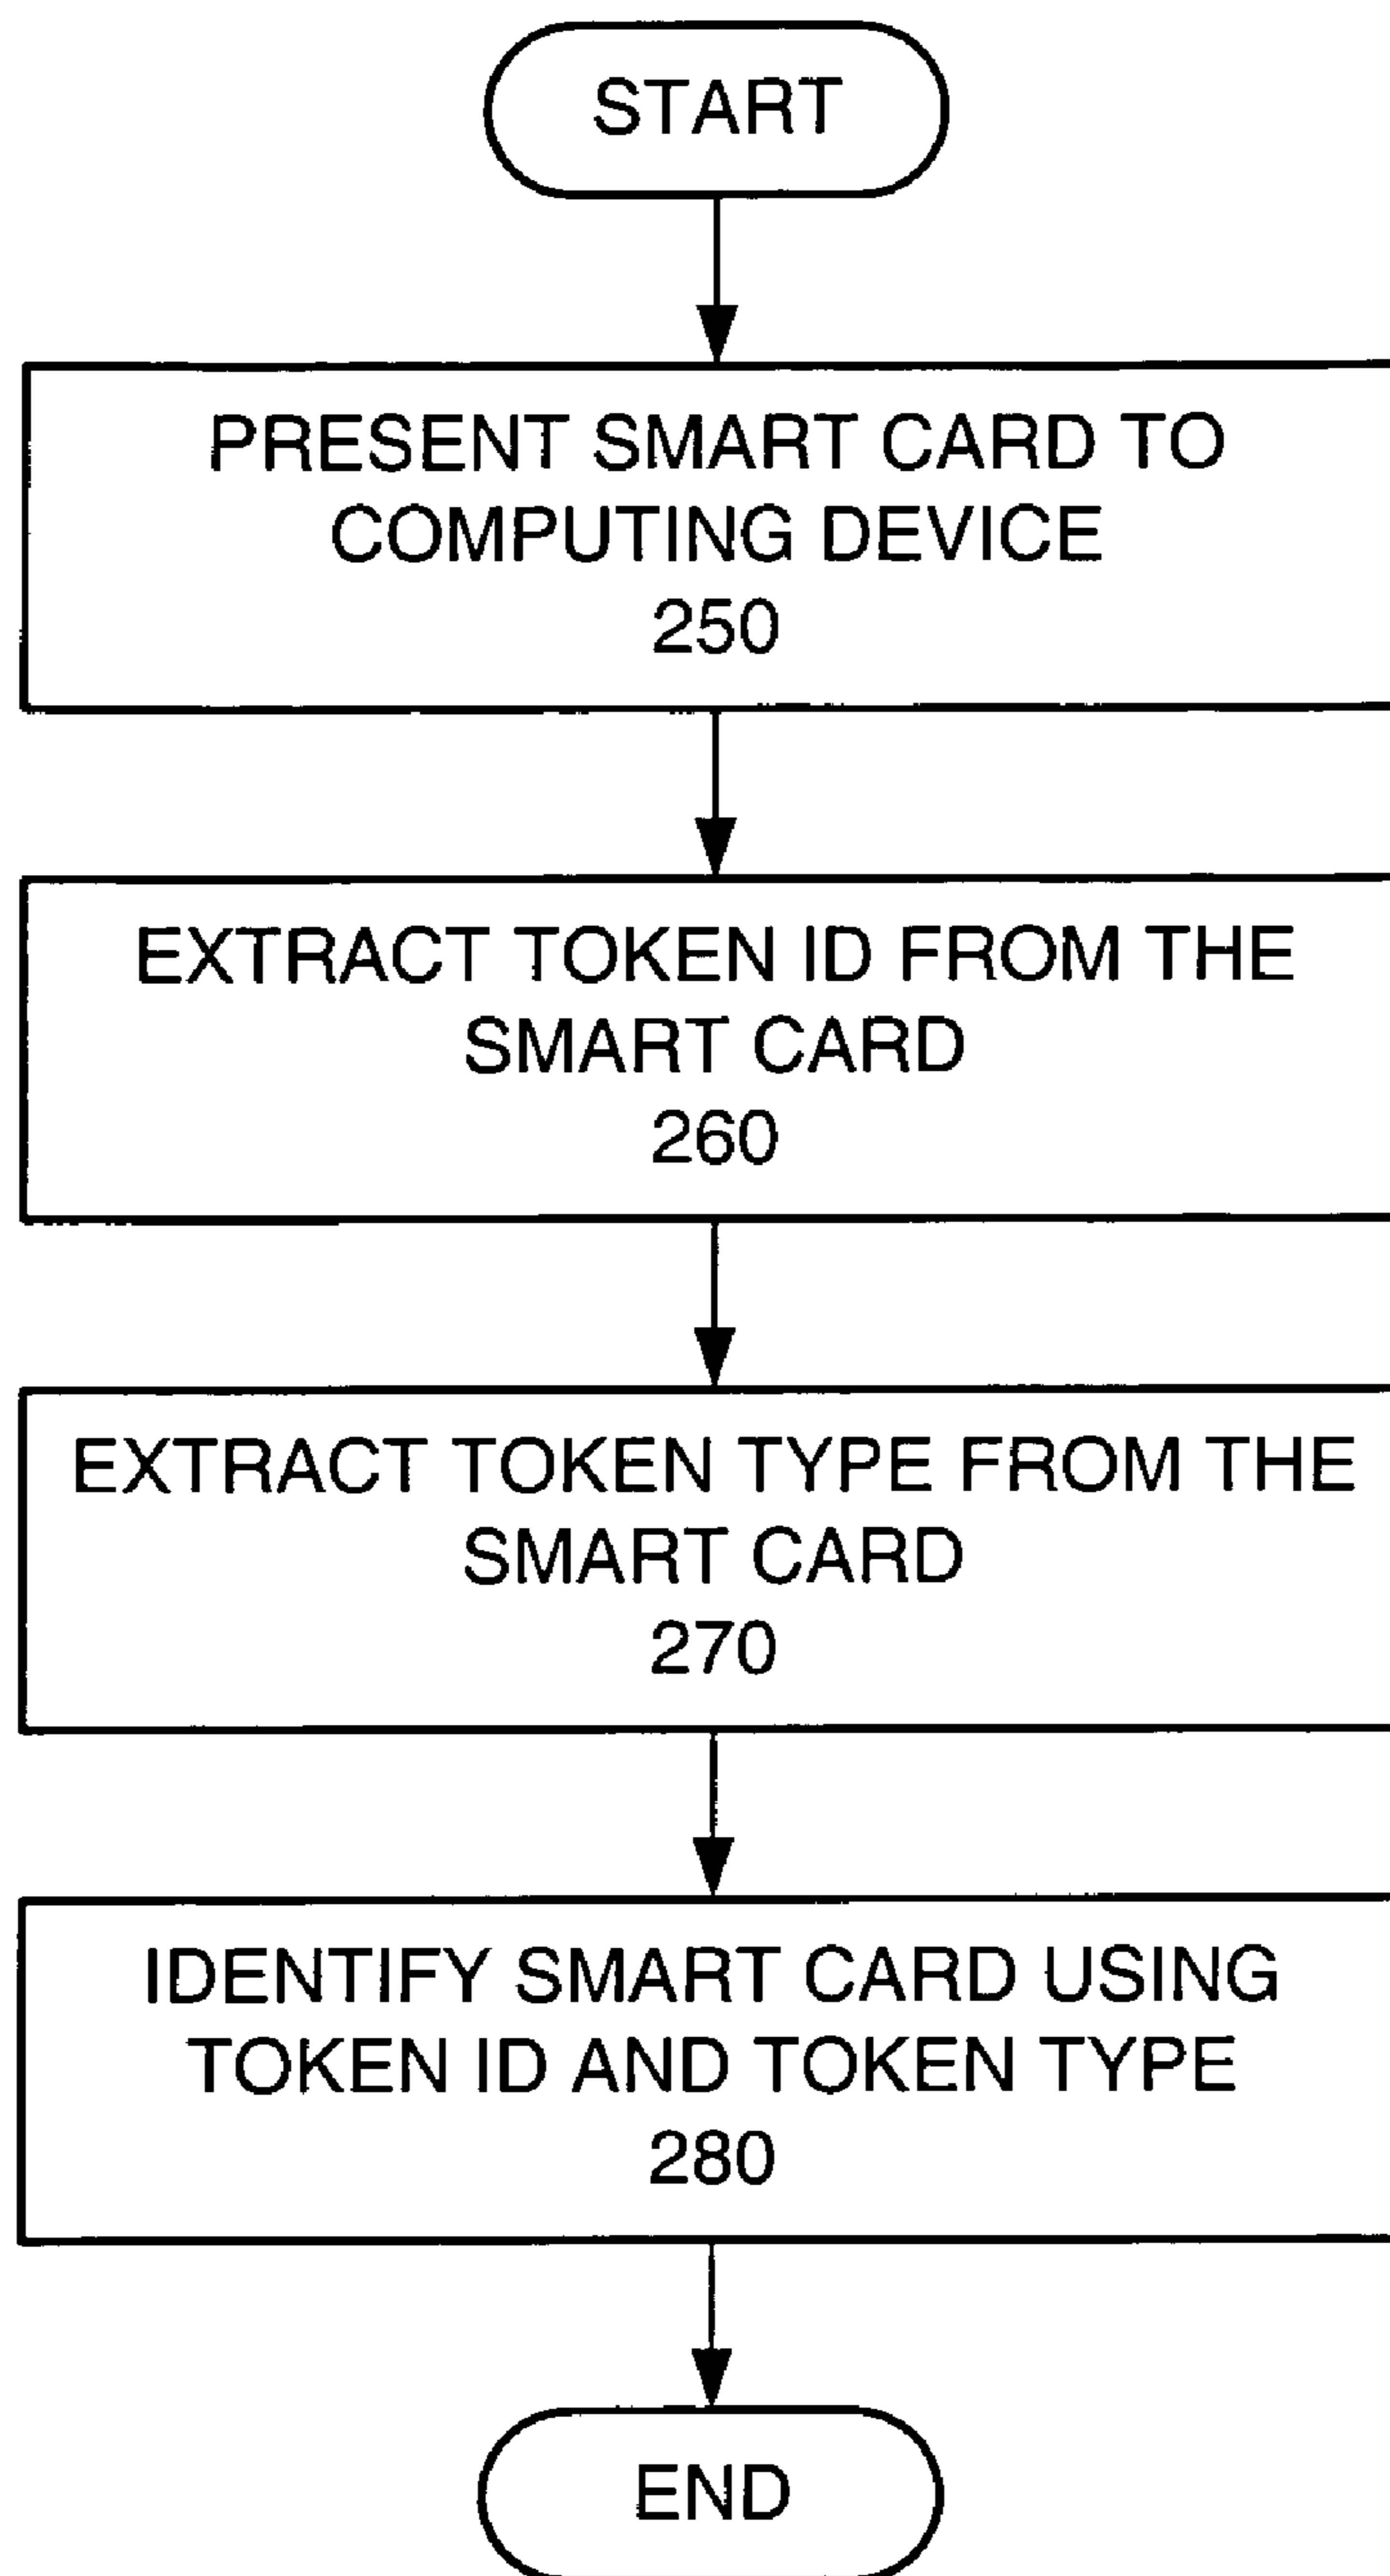 START
PRESENT SMART CARD TO
COMPUTING DEVICE
250
EXTRACT TOKEN ID FROM THE
SMART CARD
260
EXTRACT TOKEN TYPE FROM THE
SMART CARD
270
IDENTIFY SMART CARD USING
TOKEN ID AND TOKEN TYPE
280
END